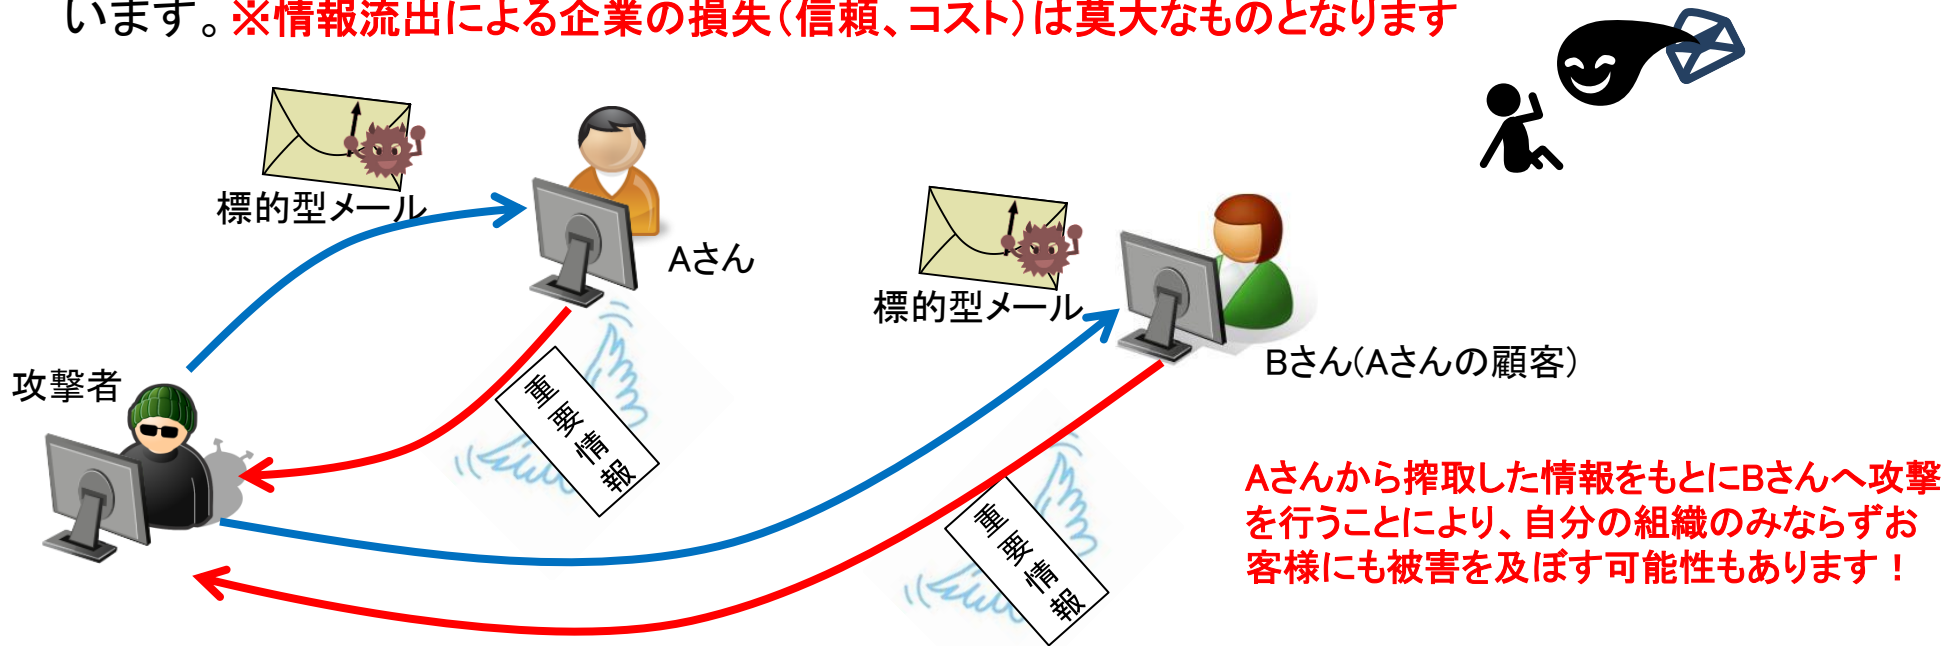 います。※情報流出による企業の損失（信頼、コスト）は莫大なものとなります
標的型メール
Aさん
標的型メール
Bさん(Aさんの顧客)
攻撃者
重要情報
重要情報
Aさんから搾取した情報をもとにBさんへ攻撃
を行うことにより、自分の組織のみならずお
客様にも被害を及ぼす可能性もあります！